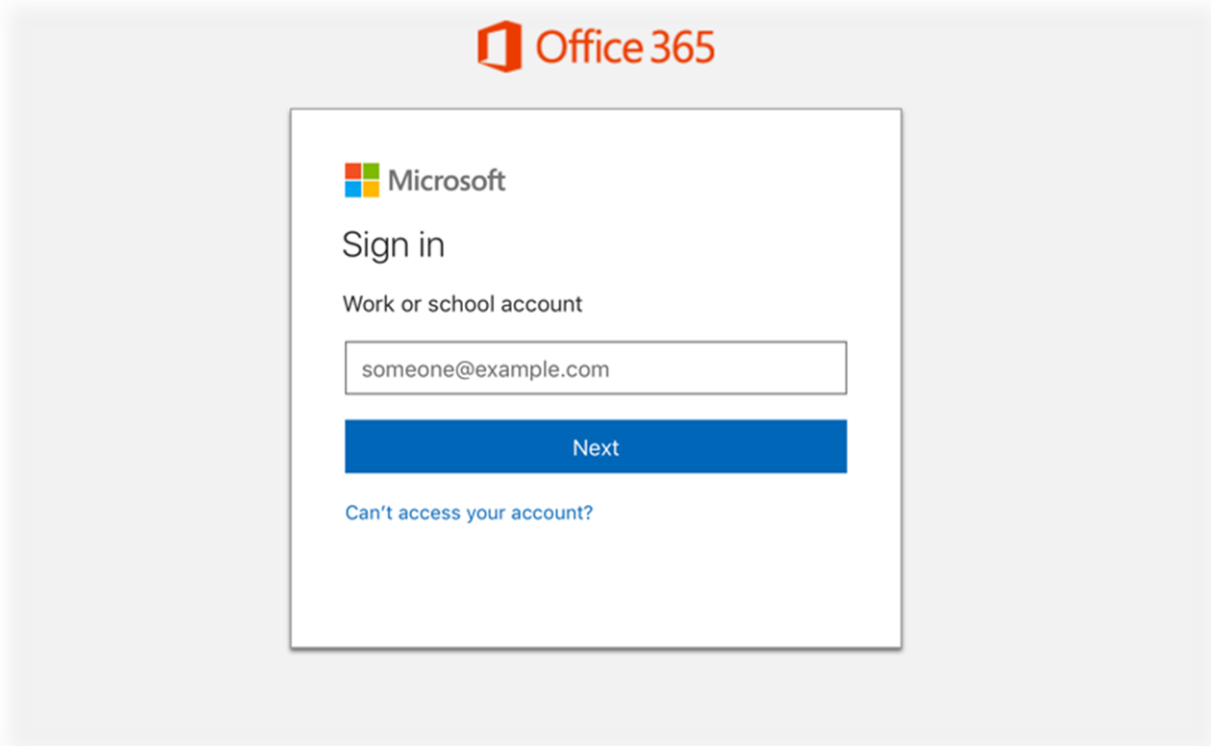 Office 365
Microsoft
Sign in
Work or school account
someone@example.com
Next
Can't access your account?